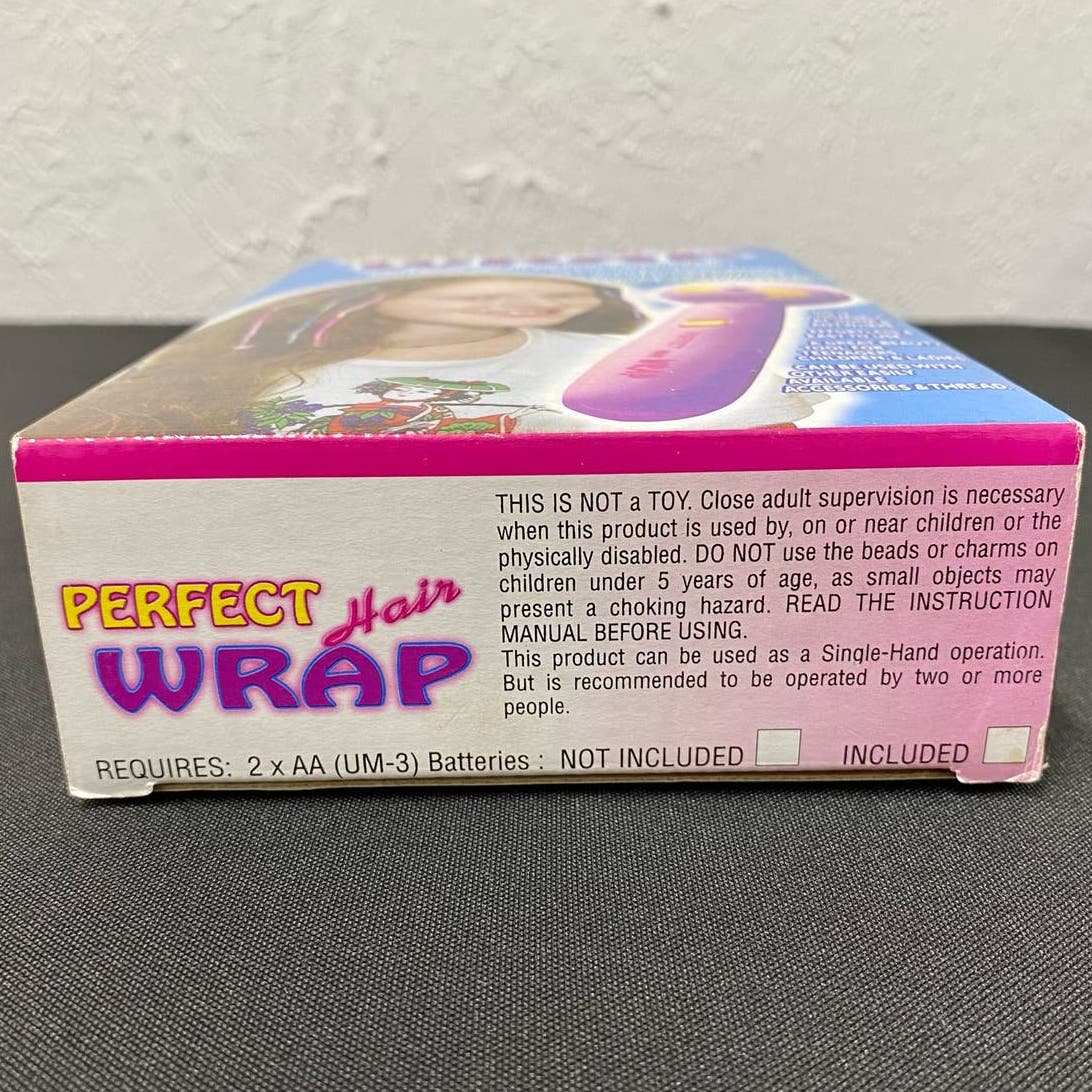 CHILDREN & LADIES
CAN BE USED WITH
OTHER EASILY
AVAILABLE
ACCESSORIES & THREAD.
THIS IS NOT a TOY. Close adult supervision is necessary
when this product is used by, on or near children or the
physically disabled. DO NOT use the beads or charms on
children under 5 years of age, as small objects may
present a choking hazard. READ THE INSTRUCTION
MANUAL BEFORE USING.
This product can be used as a Single-Hand operation.
But is recommended to be operated by two or more
people.
PERFECT Hair
WRAP
REQUIRES: 2 x AA (UM-3) Batteries : NOT INCLUDED INCLUDED